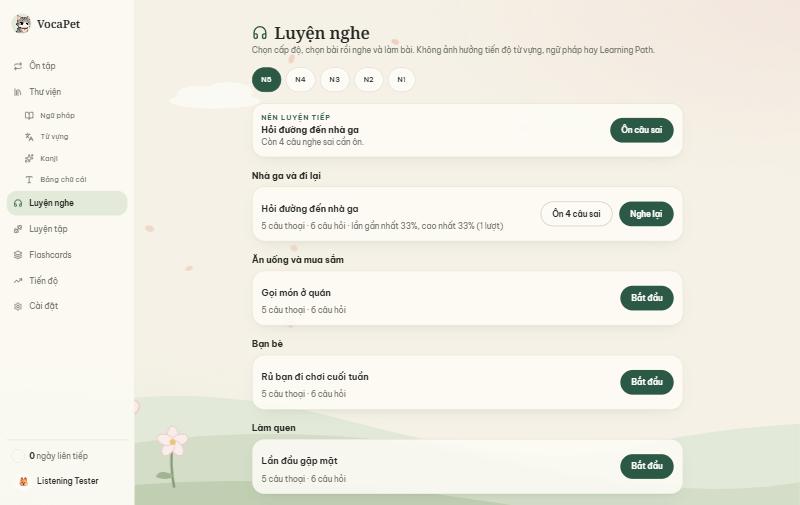 VocaPet
Ôn tập
Thư viện
Ngữ pháp
Từ vựng
Kanji
Bảng chữ cái
Luyện nghe
Luyện tập
Flashcards
Tiến độ
Cài đặt
0 ngày liên tiếp
Listening Tester
Luyện nghe
Chọn cấp độ, chọn bài rồi nghe và làm bài. Không ảnh hưởng tiến độ từ vựng, ngữ pháp hay Learning Path.
N5 N4 N3 N2 N1
NÊN LUYỆN TIẾP
Hỏi đường đến nhà ga
Còn 4 câu nghe sai cần ôn.
Ôn câu sai
Nhà ga và đi lại
Hỏi đường đến nhà ga
5 câu thoại · 6 câu hỏi · lần gần nhất 33%, cao nhất 33% (1 lượt)
Ôn 4 câu sai
Nghe lại
Ăn uống và mua sắm
Gọi món ở quán
5 câu thoại · 6 câu hỏi
Bắt đầu
Bạn bè
Rủ bạn đi chơi cuối tuần
5 câu thoại · 6 câu hỏi
Bắt đầu
Làm quen
Lần đầu gặp mặt
5 câu thoại · 6 câu hỏi
Bắt đầu